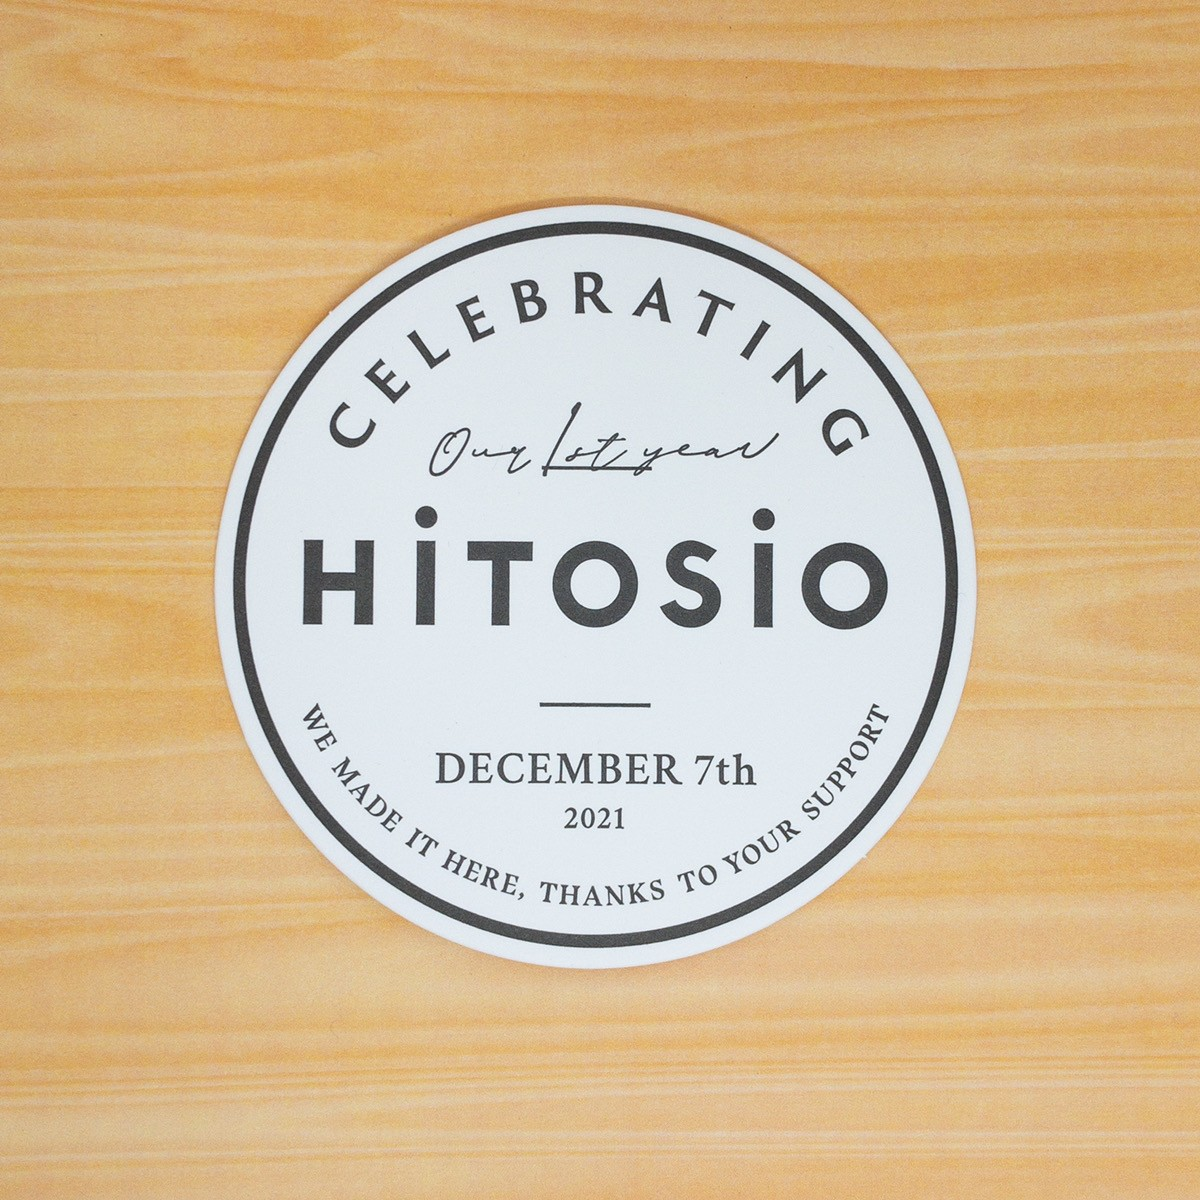 CELEBRATING
Our 1st year
HiTOSiO
DECEMBER 7th
2021
WE MADE IT HERE, THANKS TO YOUR SUPPORT